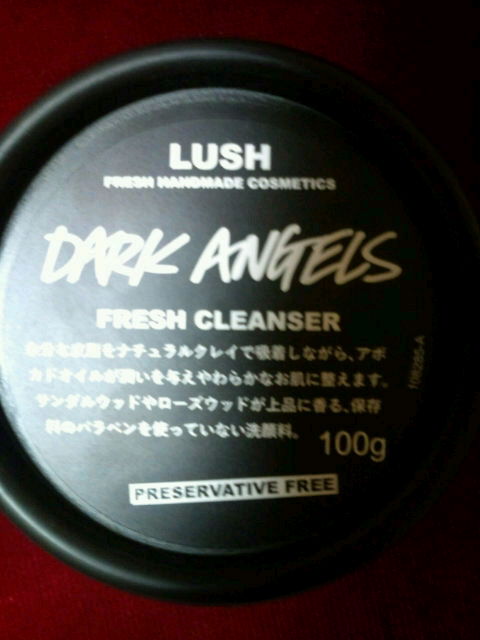 LUSH
FRESH HANDMADE COSMETICS
DARK ANGELS
FRESH CLEANSER
余分な皮脂をナチュラルクレイで吸着しながら、アボ
カドオイルが潤いを与えやわらかなお肌に整えます。
サンダルウッドやローズウッドが上品に香る、保存
料のパラベンを使っていない洗顔料。
100g
PRESERVATIVE FREE